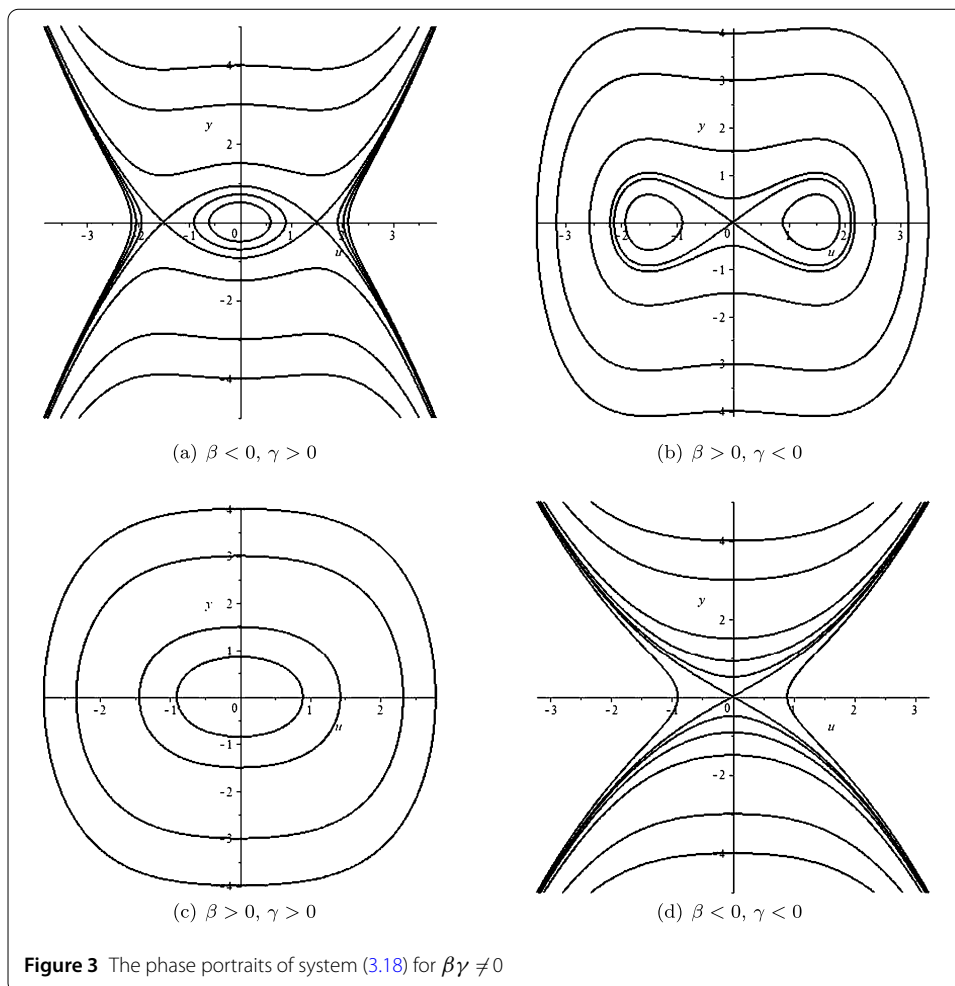 4
y
2
-3 -2 -1 0 1 2 3
u
-2
-4
(a) β < 0, γ > 0
4
3
y
2
1
-3 -2 -1 0 1 2 3
u
-1
-2
-3
-4
(b) β > 0, γ < 0
4
3
y
2
1
-2 -1 0 1 2
u
-1
-2
-3
-4
(c) β > 0, γ > 0
4
y
2
-3 -2 -1 0 1 2 3
u
-2
-4
(d) β < 0, γ < 0
Figure 3 The phase portraits of system (3.18) for βγ ≠ 0